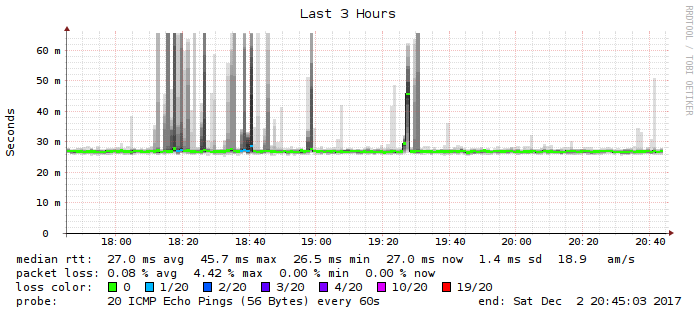 Last 3 Hours
RRDTOOL / TOBI OETIKER
Seconds
60 m
50 m
40 m
30 m
20 m
10 m
0
18:00 18:20 18:40 19:00 19:20 19:40 20:00 20:20 20:40
median rtt: 27.0 ms avg 45.7 ms max 26.5 ms min 27.0 ms now 1.4 ms sd 18.9 am/s
packet loss: 0.08 % avg 4.42 % max 0.00 % min 0.00 % now
loss color: 0 1/20 2/20 3/20 4/20 10/20 19/20
probe: 20 ICMP Echo Pings (56 Bytes) every 60s end: Sat Dec 2 20:45:03 2017